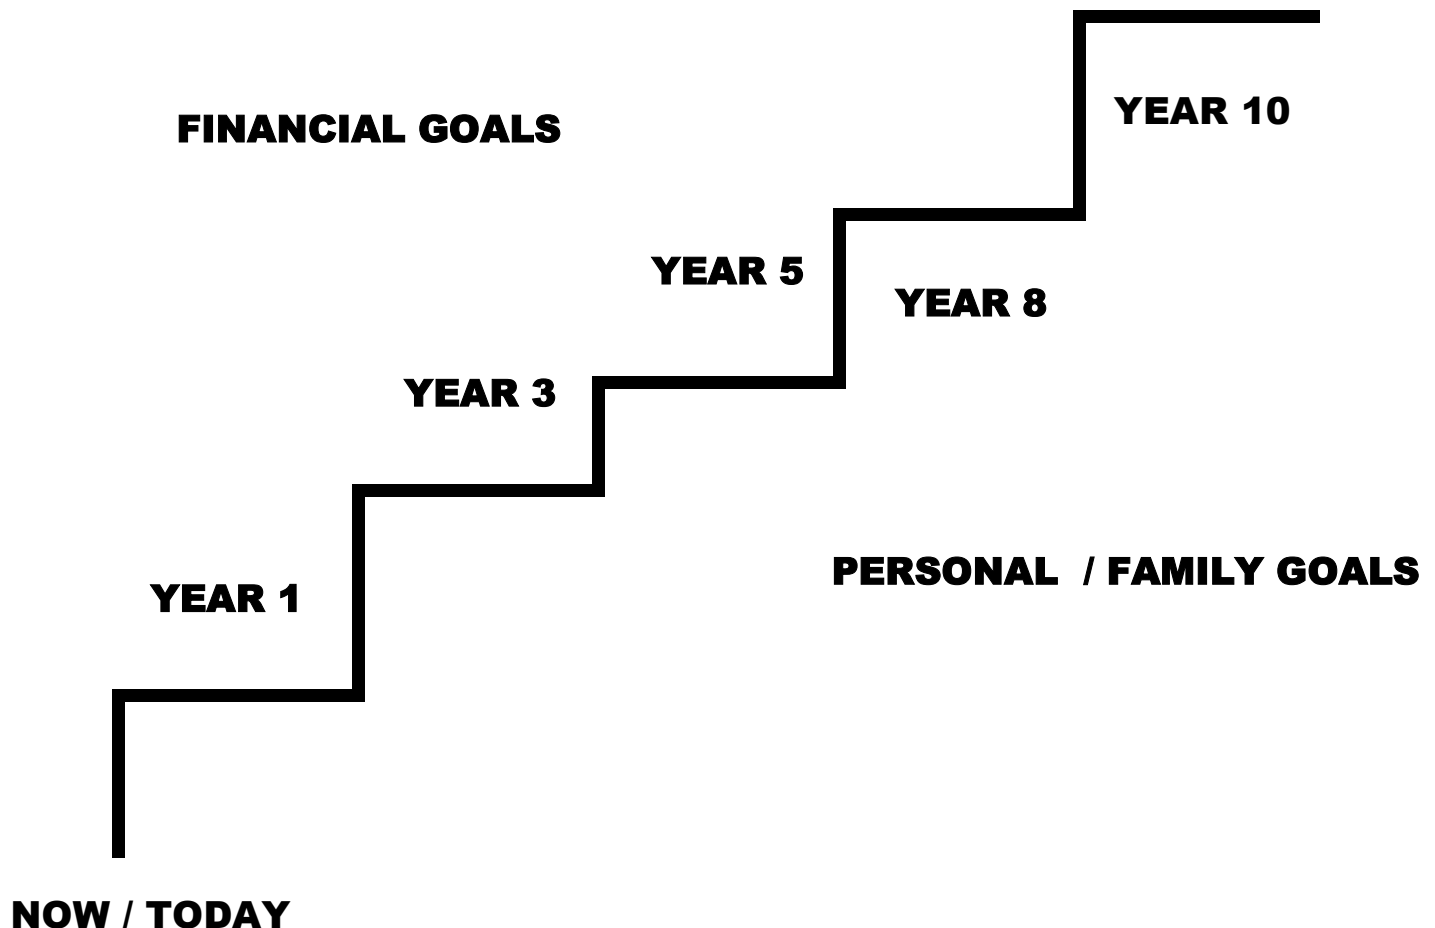 YEAR 10
FINANCIAL GOALS
YEAR 5
YEAR 8
YEAR 3
PERSONAL / FAMILY GOALS
YEAR 1
NOW / TODAY